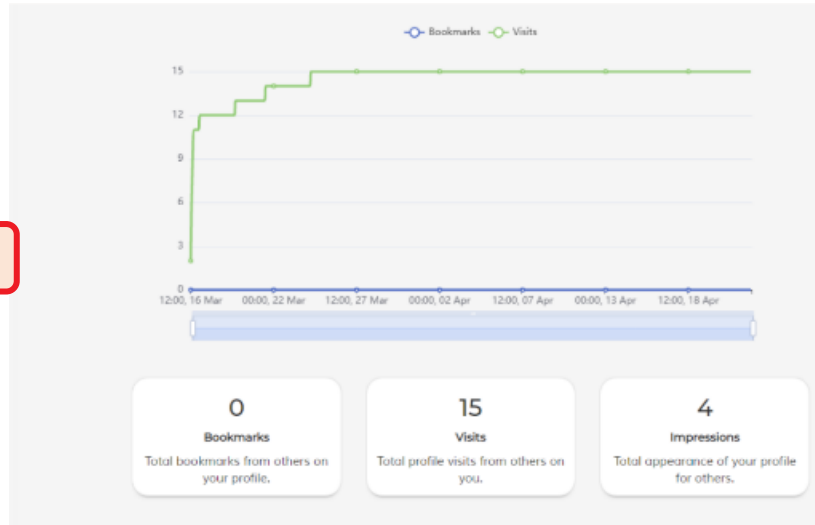 Bookmarks Visits
15
12
9
6
3
0
12:00, 16 Mar 00:00, 22 Mar 12:00, 27 Mar 00:00, 02 Apr 12:00, 07 Apr 00:00, 13 Apr 12:00, 18 Apr
0
Bookmarks
Total bookmarks from others on
your profile.
15
Visits
Total profile visits from others on
you.
4
Impressions
Total appearance of your profile
for others.